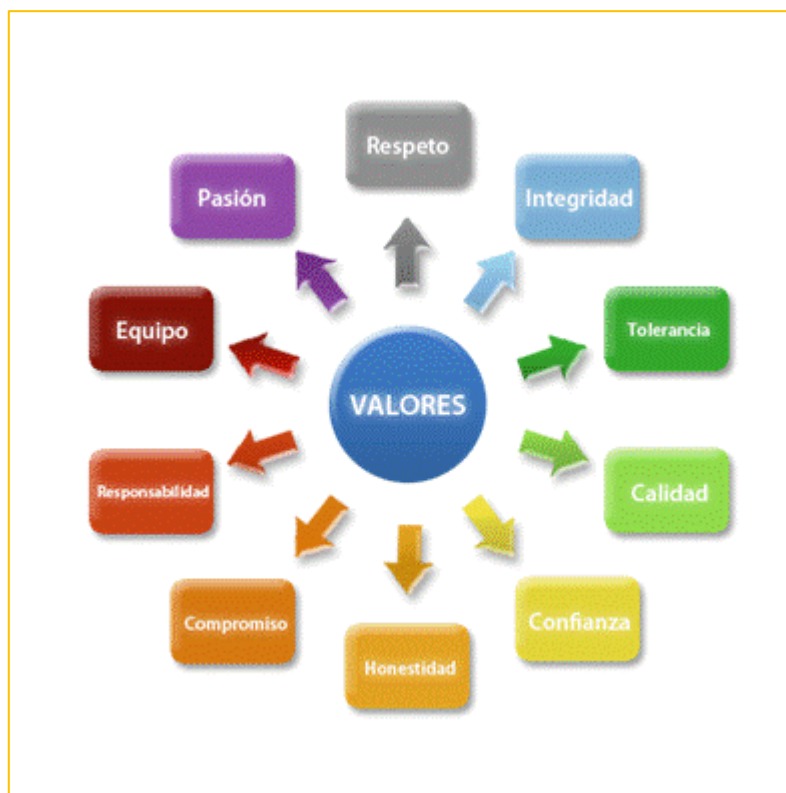 Respeto
Pasión
Integridad
Equipo
Tolerancia
VALORES
Responsabilidad
Calidad
Compromiso
Confianza
Honestidad